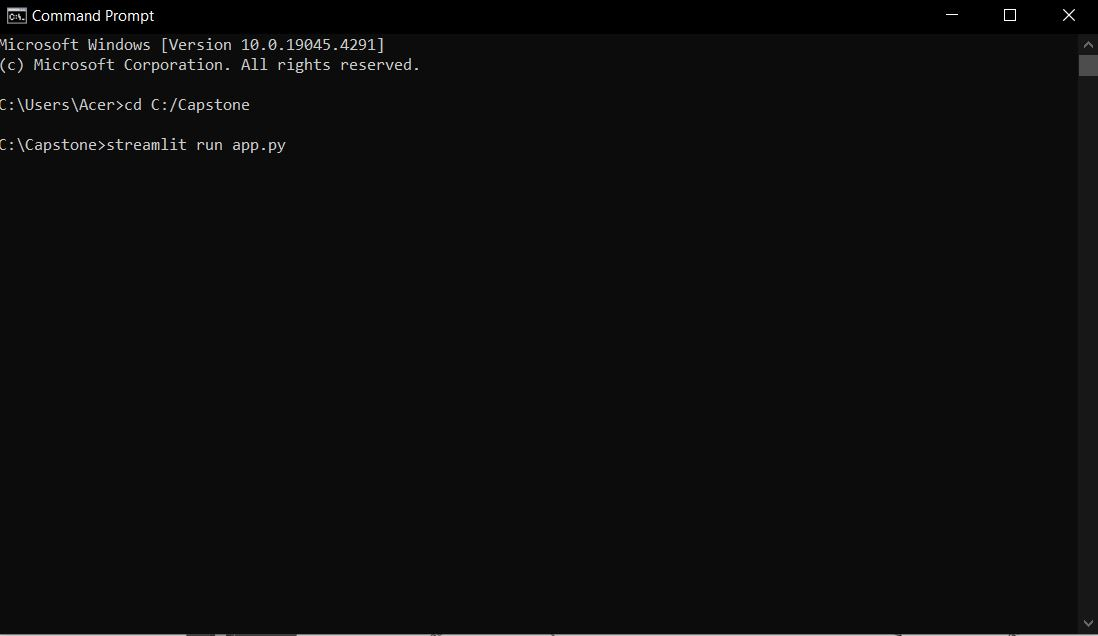 Command Prompt
Microsoft Windows [Version 10.0.19045.4291]
(c) Microsoft Corporation. All rights reserved.
C:\Users\Acer>cd C:/Capstone
C:\Capstone>streamlit run app.py